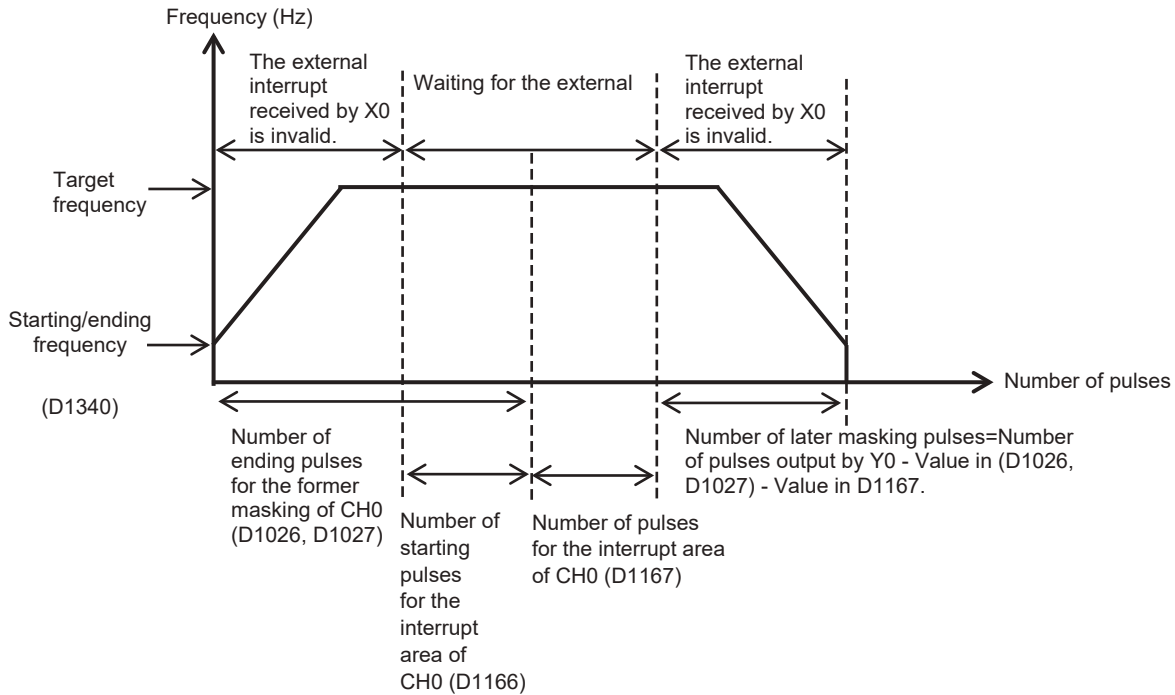 Frequency (Hz)
The external
interrupt
received by X0
is invalid.
Waiting for the external
The external
interrupt
received by X0
is invalid.
Target
frequency
Starting/ending
frequency
(D1340)
Number of pulses
Number of
ending pulses
for the former
masking of CH0
(D1026, D1027)
Number of later masking pulses=Number
of pulses output by Y0 - Value in (D1026,
D1027) - Value in D1167.
Number of
starting
pulses
for the
interrupt
area of
CH0 (D1166)
Number of pulses
for the interrupt area
of CH0 (D1167)